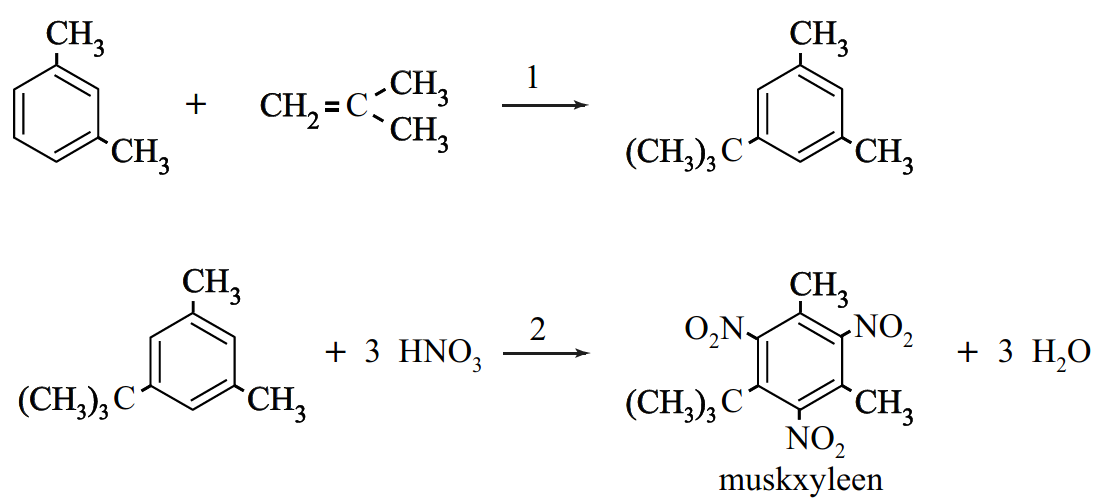 CH₃ CH₃
+ CH₂=C CH₃ 1
CH₃ CH₃ (CH₃)₃C CH₃
CH₃ CH₃
O₂N NO₂
+ 3 HNO₃ 2 + 3 H₂O
(CH₃)₃C CH₃ (CH₃)₃C CH₃
NO₂
muskxyleen